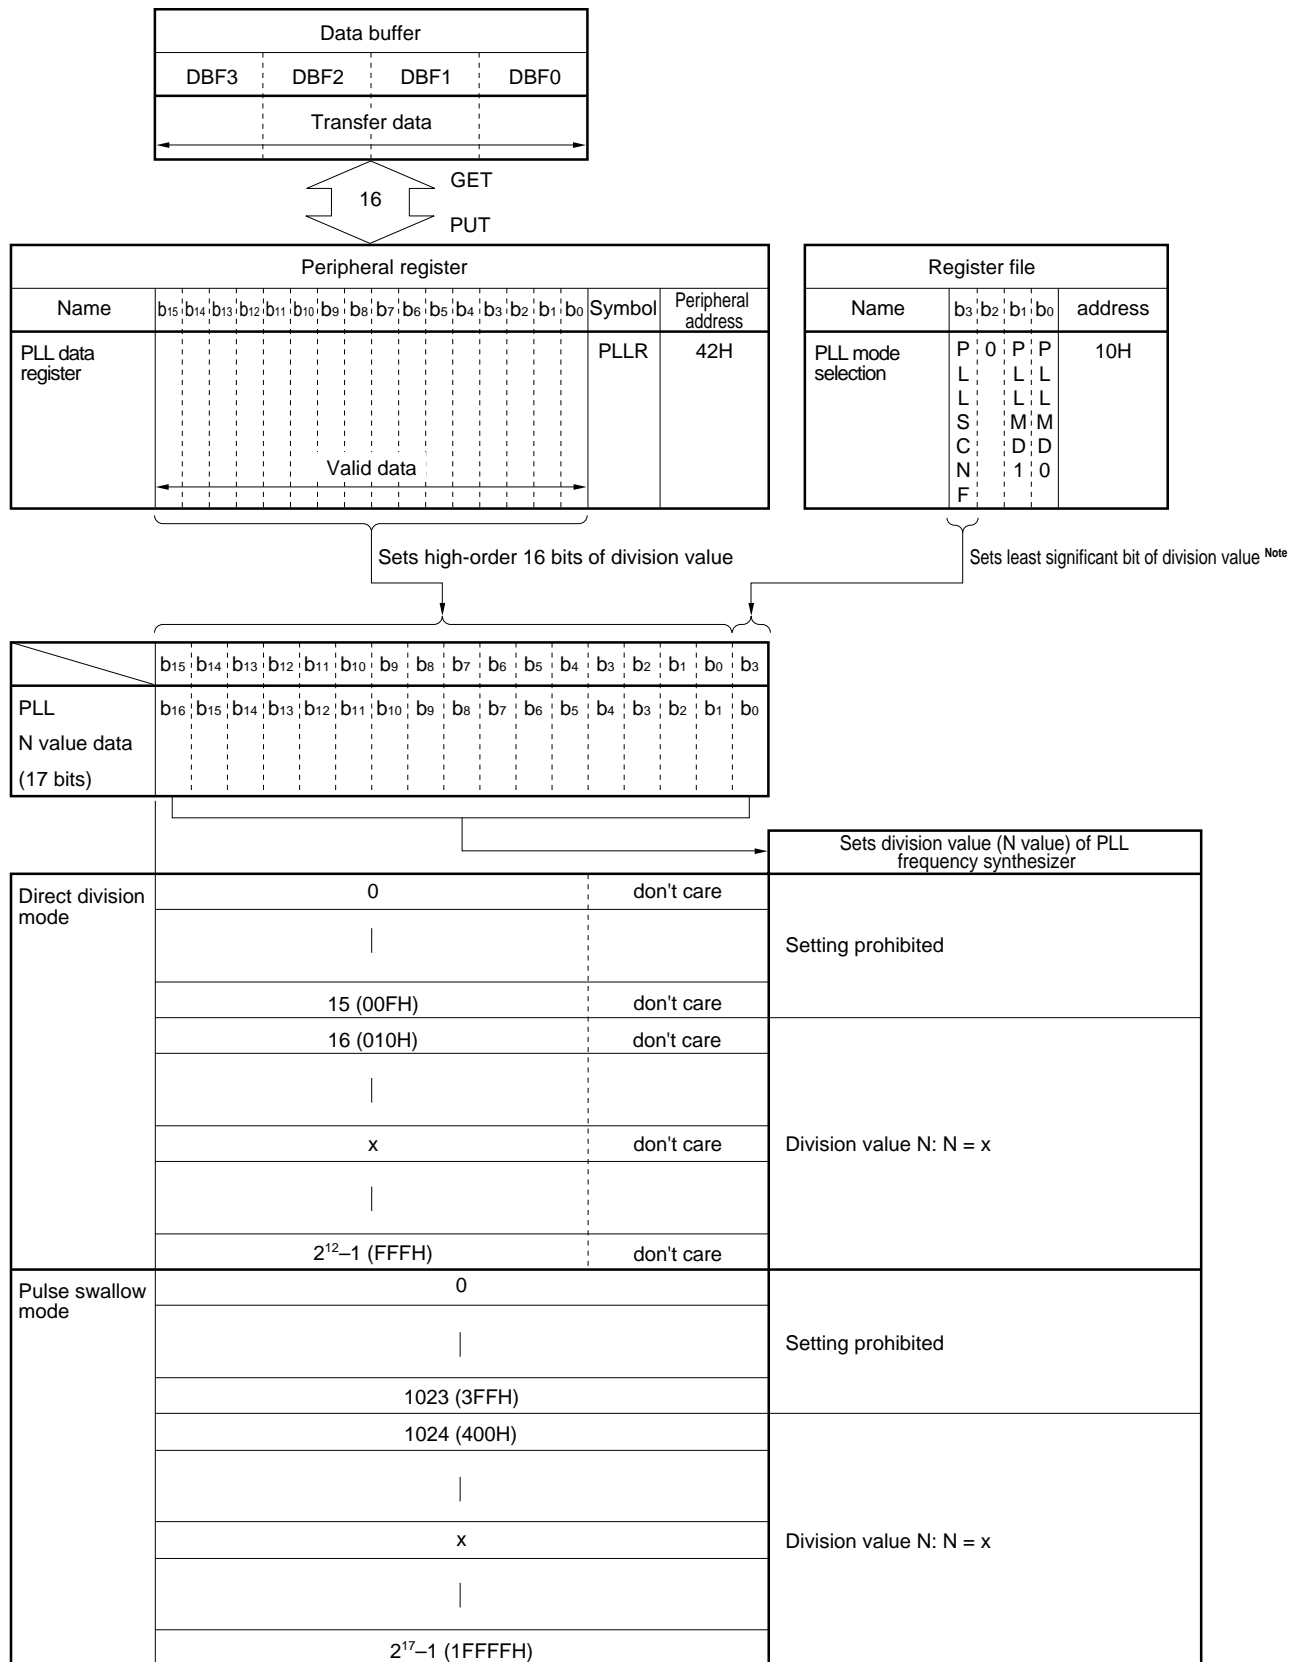 Data buffer
DBF3 DBF2 DBF1 DBF0
Transfer data
GET
16
PUT
Peripheral register
Name b15 b14 b13 b12 b11 b10 b9 b8 b7 b6 b5 b4 b3 b2 b1 b0 Symbol Peripheral address
PLL data register PLLR 42H
Valid data
Register file
Name b3 b2 b1 b0 address
PLL mode selection PLLSCNF 0 PLLMD1 PLLMD0 10H
Sets high-order 16 bits of division value
Sets least significant bit of division value Note
b15 b14 b13 b12 b11 b10 b9 b8 b7 b6 b5 b4 b3 b2 b1 b0 b3
PLL b16 b15 b14 b13 b12 b11 b10 b9 b8 b7 b6 b5 b4 b3 b2 b1 b0
N value data
(17 bits)
Sets division value (N value) of PLL
frequency synthesizer
Direct division
mode
0 don't care
Setting prohibited
15 (00FH) don't care
16 (010H) don't care
x don't care Division value N: N = x
2¹²–1 (FFFH) don't care
Pulse swallow
mode
0
Setting prohibited
1023 (3FFH)
1024 (400H)
x Division value N: N = x
2¹⁷–1 (1FFFFH)